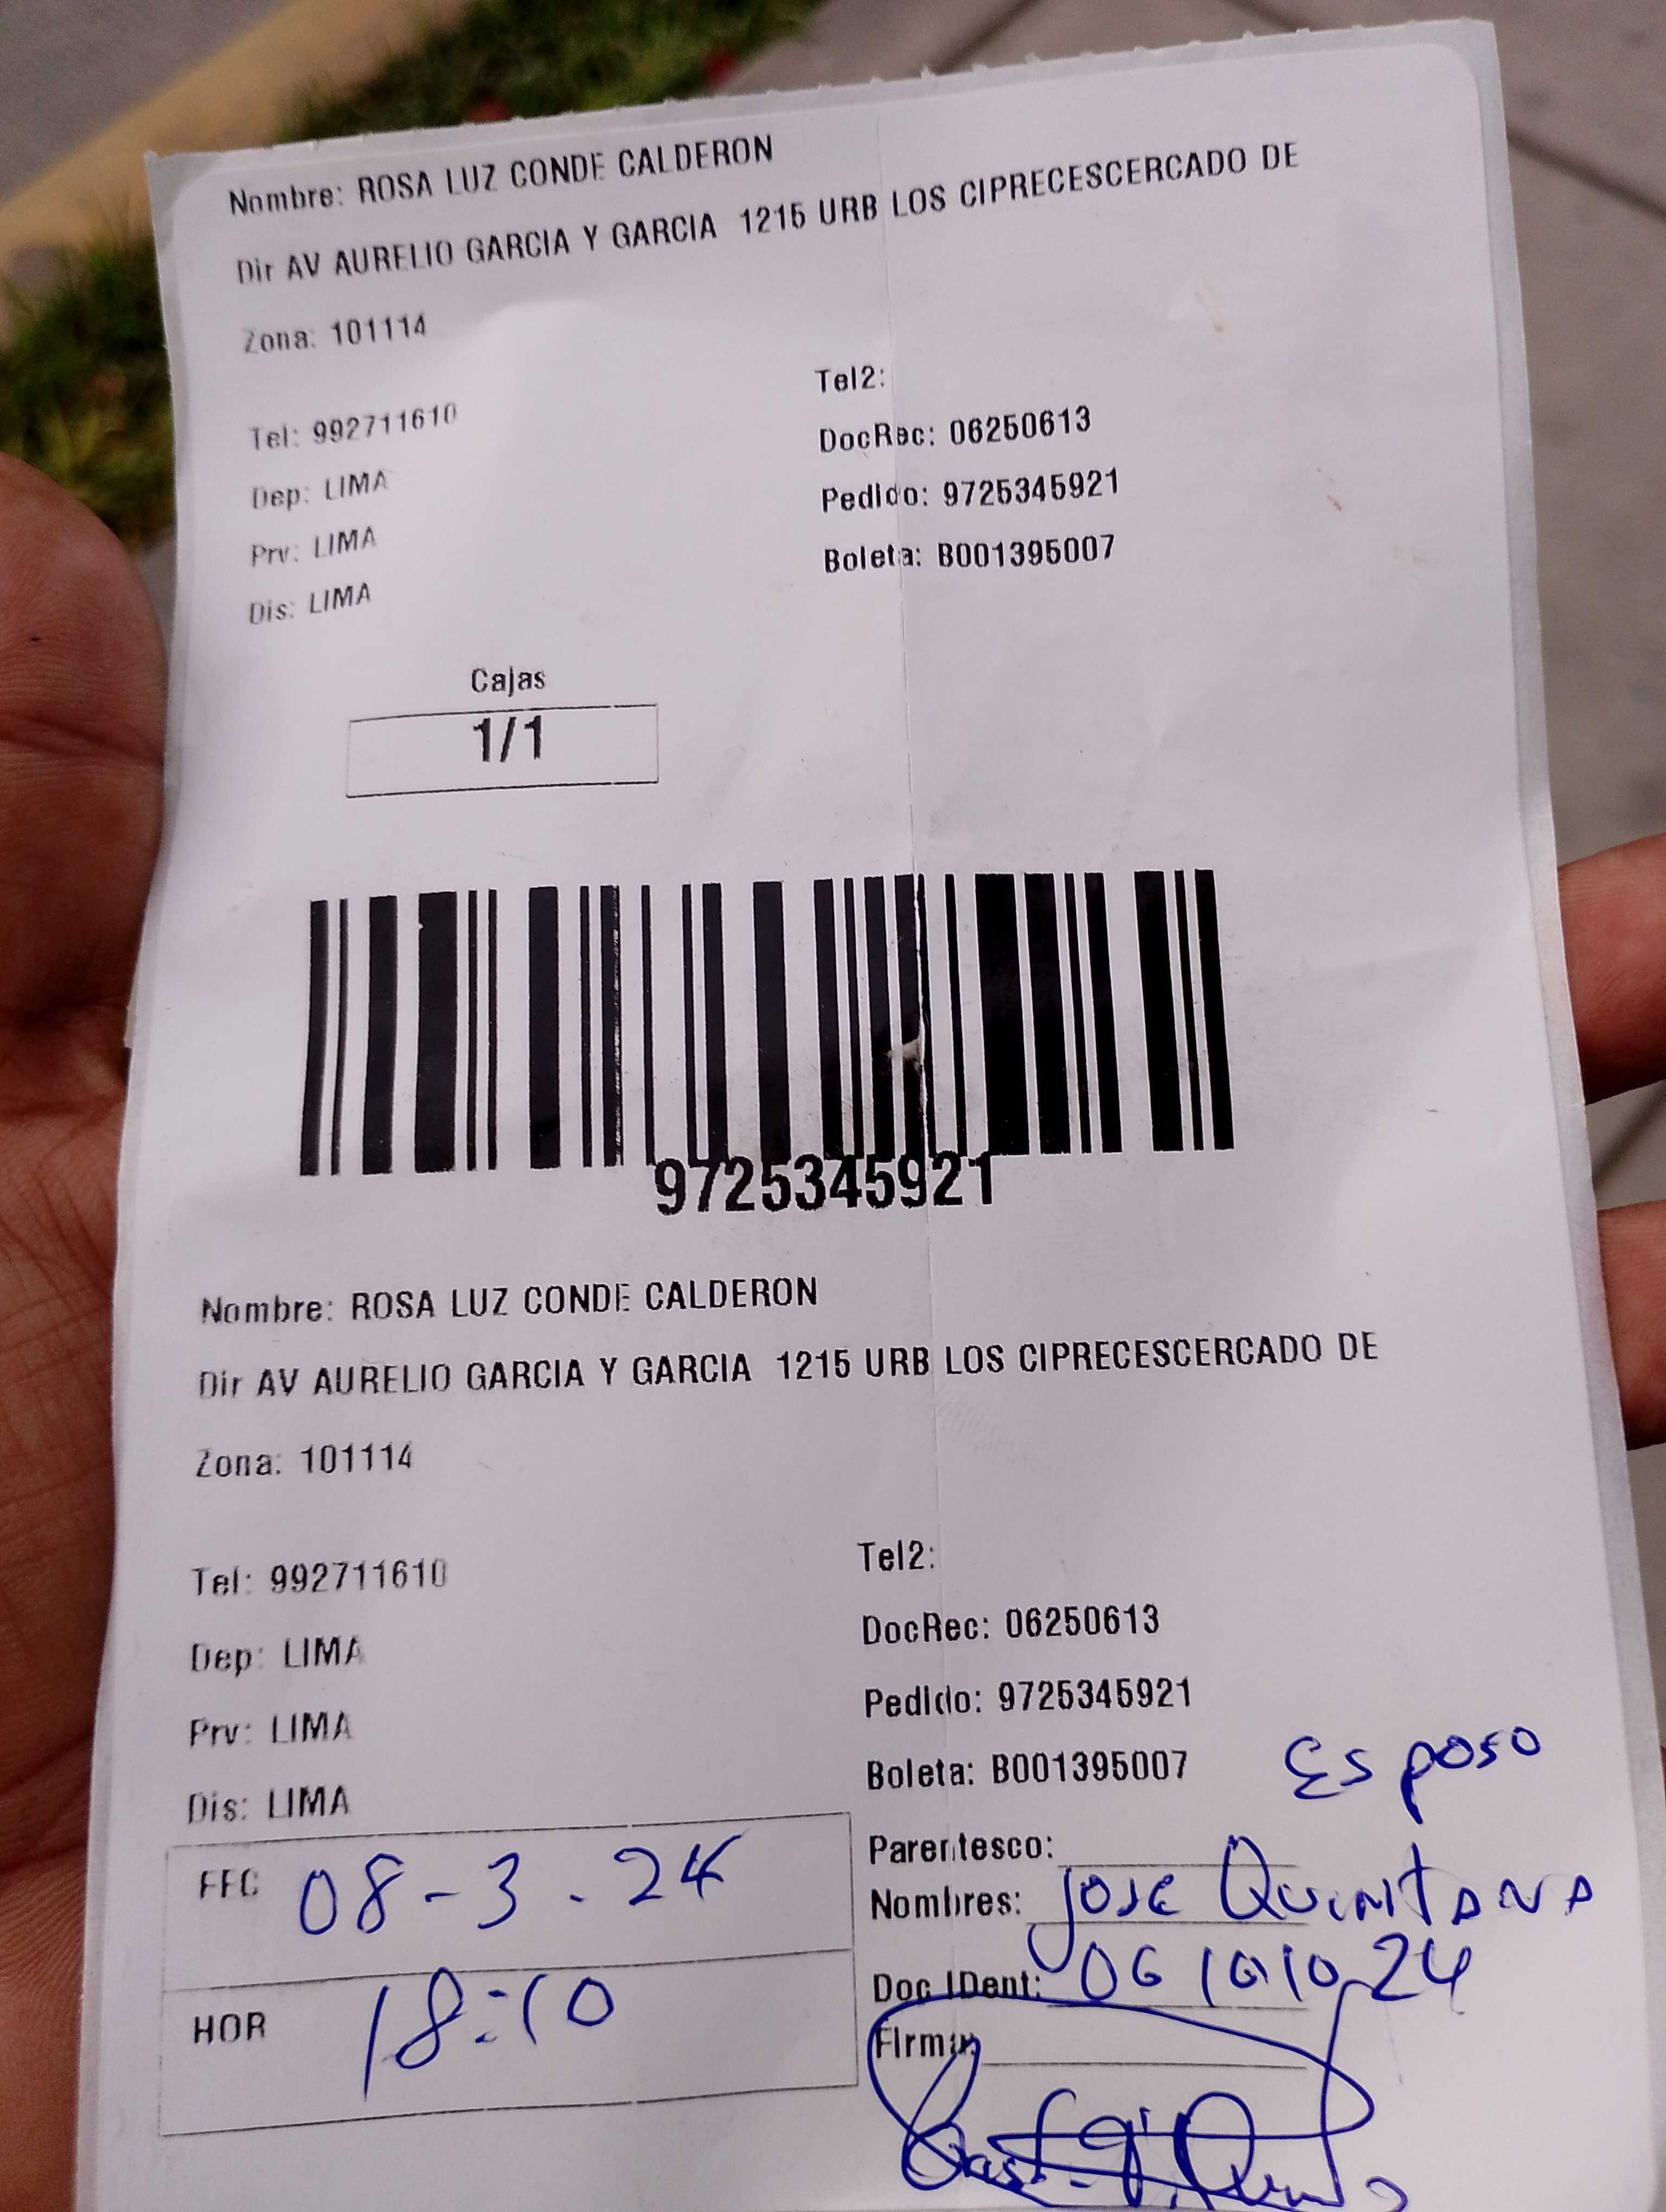 Nombre: ROSA LUZ CONDE CALDERON
Dir AV AURELIO GARCIA Y GARCIA 1215 URB LOS CIPRECESCERCADO DE
Zona: 101114
Tel2:
Tel: 992711610
DocRec: 06250613
Dep: LIMA
Pedido: 9725345921
Prv: LIMA
Boleta: B001395007
Dis: LIMA
Cajas
1/1
9725345921
Nombre: ROSA LUZ CONDE CALDERON
Dir AV AURELIO GARCIA Y GARCIA 1215 URB LOS CIPRECESCERCADO DE
Zona: 101114
Tel2:
Tel: 992711610
DocRec: 06250613
Dep: LIMA
Pedido: 9725345921
Prv: LIMA
Boleta: B001395007
Dis: LIMA
Esposo
Parentesco:
FEC 08-3.24
Nombres: Jose QUINTANA
HOR 18:10
Doc IDent:
Firma: